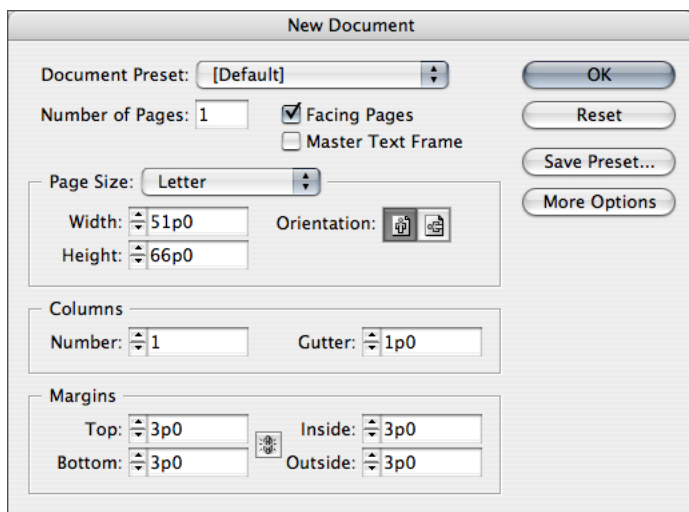 New Document
Document Preset: [Default] OK
Number of Pages: 1 Facing Pages Reset
Master Text Frame
Save Preset...
Page Size: Letter
More Options
Width: 51p0 Orientation:
Height: 66p0
Columns
Number: 1 Gutter: 1p0
Margins
Top: 3p0 Inside: 3p0
Bottom: 3p0 Outside: 3p0